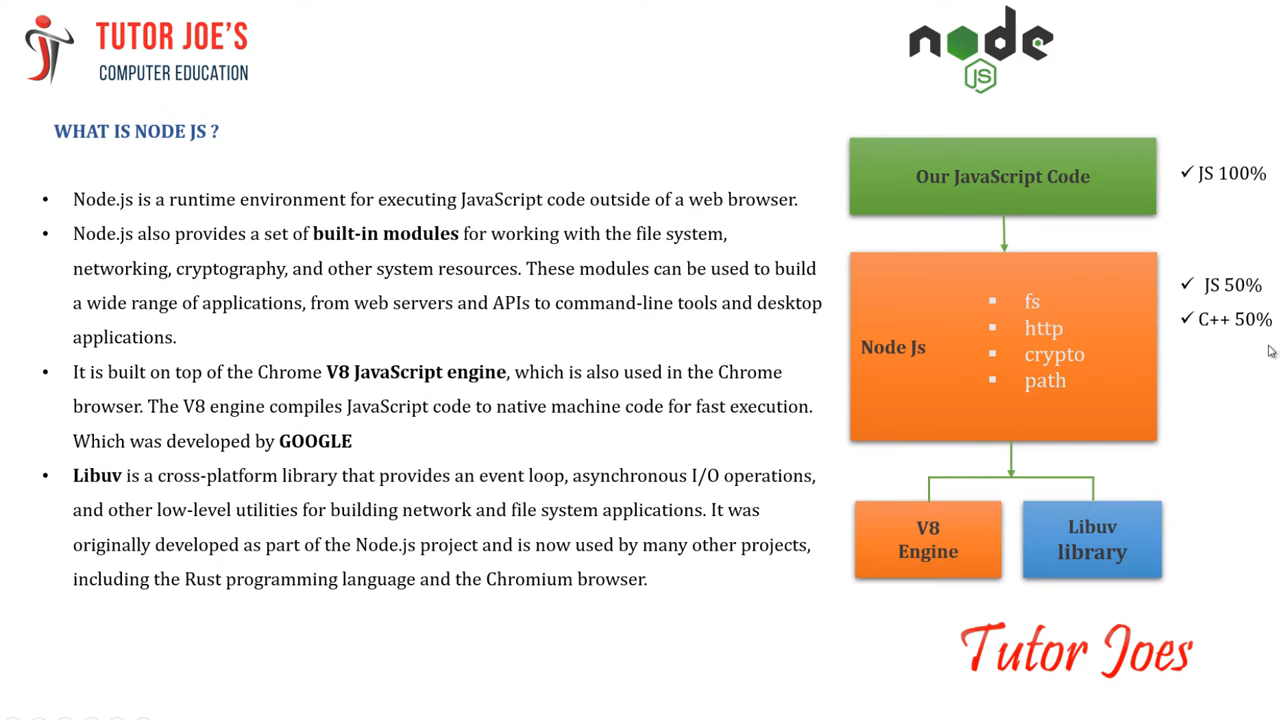 TUTOR JOE'S
COMPUTER EDUCATION
node
JS
WHAT IS NODE JS ?
• Node.js is a runtime environment for executing JavaScript code outside of a web browser.
• Node.js also provides a set of built-in modules for working with the file system,
networking, cryptography, and other system resources. These modules can be used to build
a wide range of applications, from web servers and APIs to command-line tools and desktop
applications.
• It is built on top of the Chrome V8 JavaScript engine, which is also used in the Chrome
browser. The V8 engine compiles JavaScript code to native machine code for fast execution.
Which was developed by GOOGLE
• Libuv is a cross-platform library that provides an event loop, asynchronous I/O operations,
and other low-level utilities for building network and file system applications. It was
originally developed as part of the Node.js project and is now used by many other projects,
including the Rust programming language and the Chromium browser.
Our JavaScript Code
✓ JS 100%
Node Js
▪ fs
▪ http
▪ crypto
▪ path
✓ JS 50%
✓ C++ 50%
V8
Engine
Libuv
library
Tutor Joes